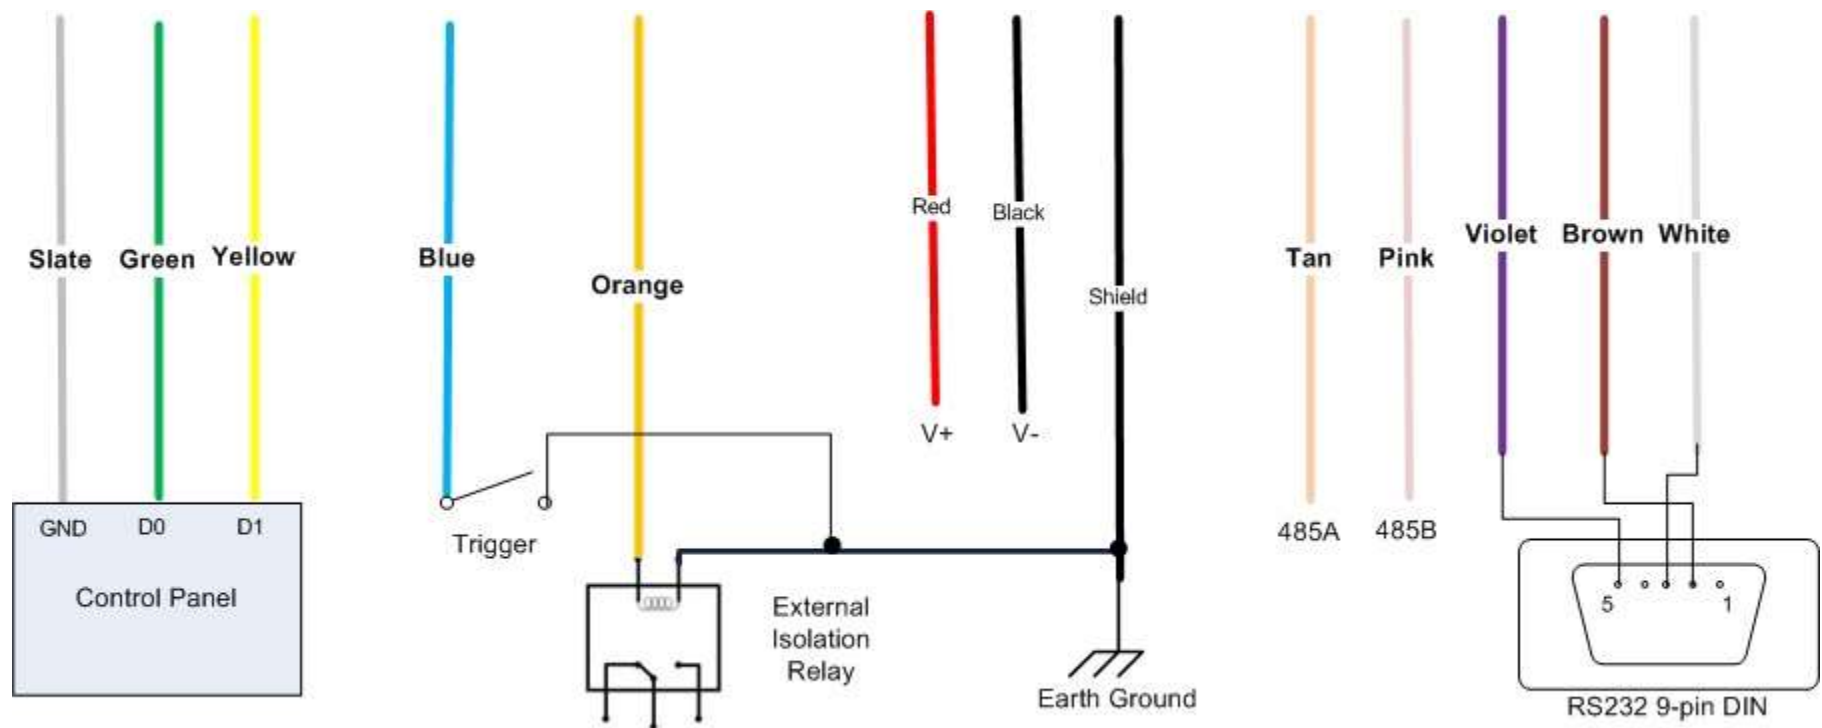 Red
Black
Violet
Brown
White
Slate
Green
Yellow
Blue
Tan
Pink
Orange
Shield
V+
V-
GND
D0
D1
Trigger
485A
485B
Control Panel
External
Isolation
Relay
5
1
Earth Ground
RS232 9-pin DIN